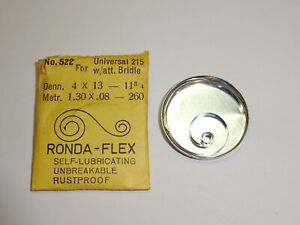 No. 522 For Universal 215
w/att. Bridle
Denn. 4 X 13 — 11¾
Metr. 1.30 X .08 — 260
RONDA-FLEX
SELF-LUBRICATING
UNBREAKABLE
RUSTPROOF